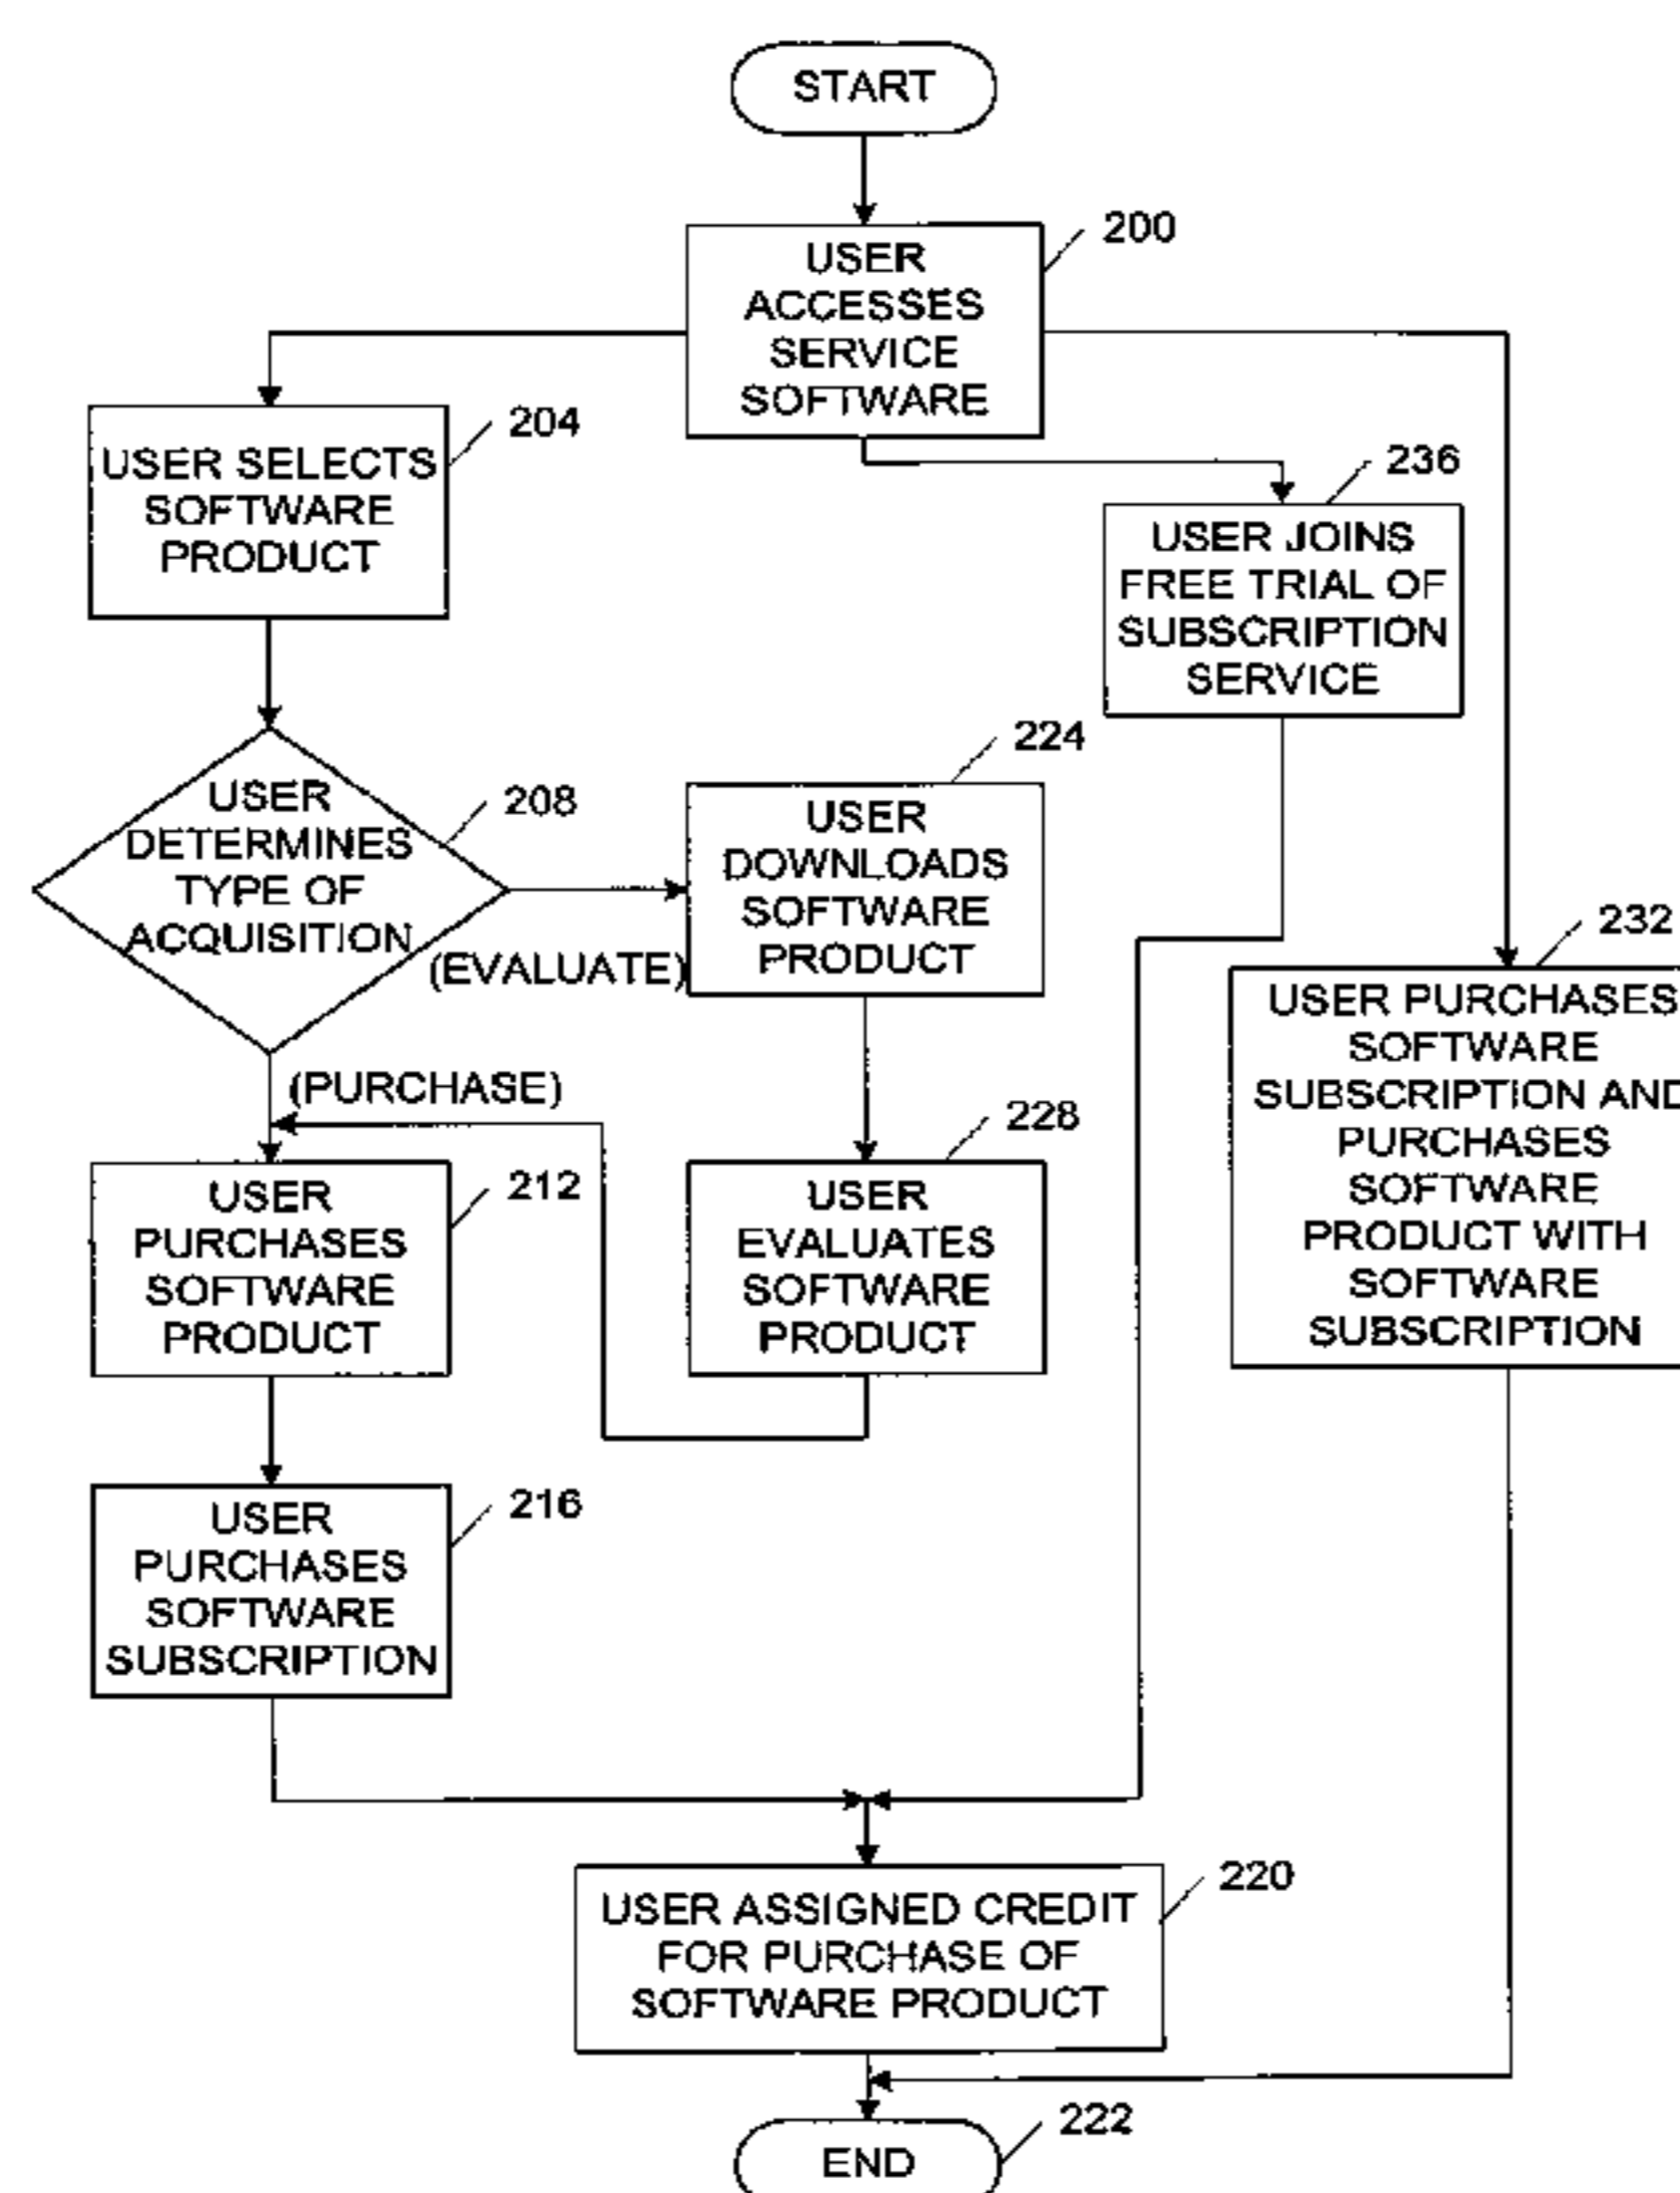 START
200
USER
ACCESSES
SERVICE
SOFTWARE
204
USER SELECTS
SOFTWARE
PRODUCT
236
USER JOINS
FREE TRIAL OF
SUBSCRIPTION
SERVICE
208
USER
DETERMINES
TYPE OF
ACQUISITION
(EVALUATE)
224
USER
DOWNLOADS
SOFTWARE
PRODUCT
232
USER PURCHASES
SOFTWARE
SUBSCRIPTION AND
PURCHASES
SOFTWARE
PRODUCT WITH
SOFTWARE
SUBSCRIPTION
(PURCHASE)
212
USER
PURCHASES
SOFTWARE
PRODUCT
228
USER
EVALUATES
SOFTWARE
PRODUCT
216
USER
PURCHASES
SOFTWARE
SUBSCRIPTION
220
USER ASSIGNED CREDIT
FOR PURCHASE OF
SOFTWARE PRODUCT
222
END